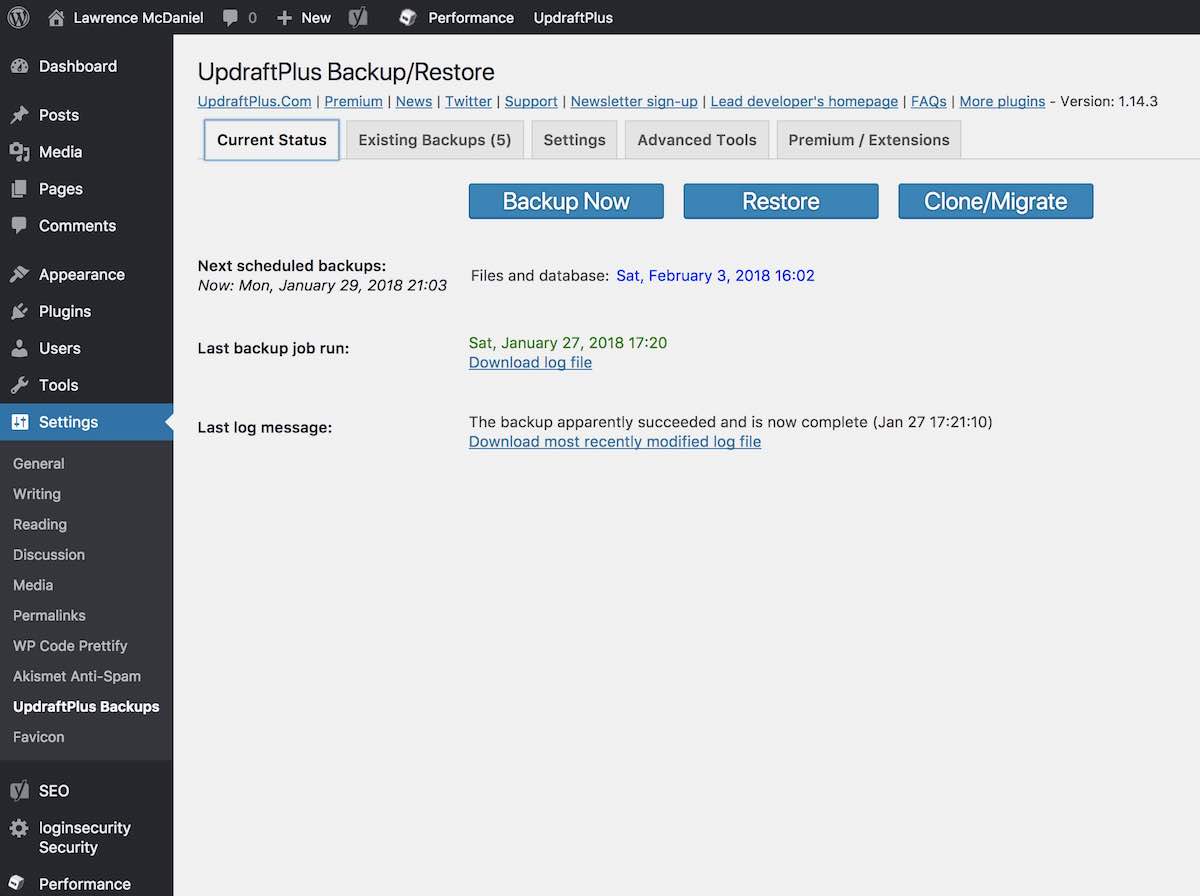 Lawrence McDaniel 0 New Performance UpdraftPlus
Dashboard
Posts
Media
Pages
Comments
Appearance
Plugins
Users
Tools
Settings
General
Writing
Reading
Discussion
Media
Permalinks
WP Code Prettify
Akismet Anti-Spam
UpdraftPlus Backups
Favicon
SEO
loginsecurity
Security
Performance
UpdraftPlus Backup/Restore
UpdraftPlus.Com | Premium | News | Twitter | Support | Newsletter sign-up | Lead developer's homepage | FAQs | More plugins - Version: 1.14.3
Current Status Existing Backups (5) Settings Advanced Tools Premium / Extensions
Backup Now Restore Clone/Migrate
Next scheduled backups:
Now: Mon, January 29, 2018 21:03
Files and database: Sat, February 3, 2018 16:02
Last backup job run:
Sat, January 27, 2018 17:20
Download log file
Last log message:
The backup apparently succeeded and is now complete (Jan 27 17:21:10)
Download most recently modified log file